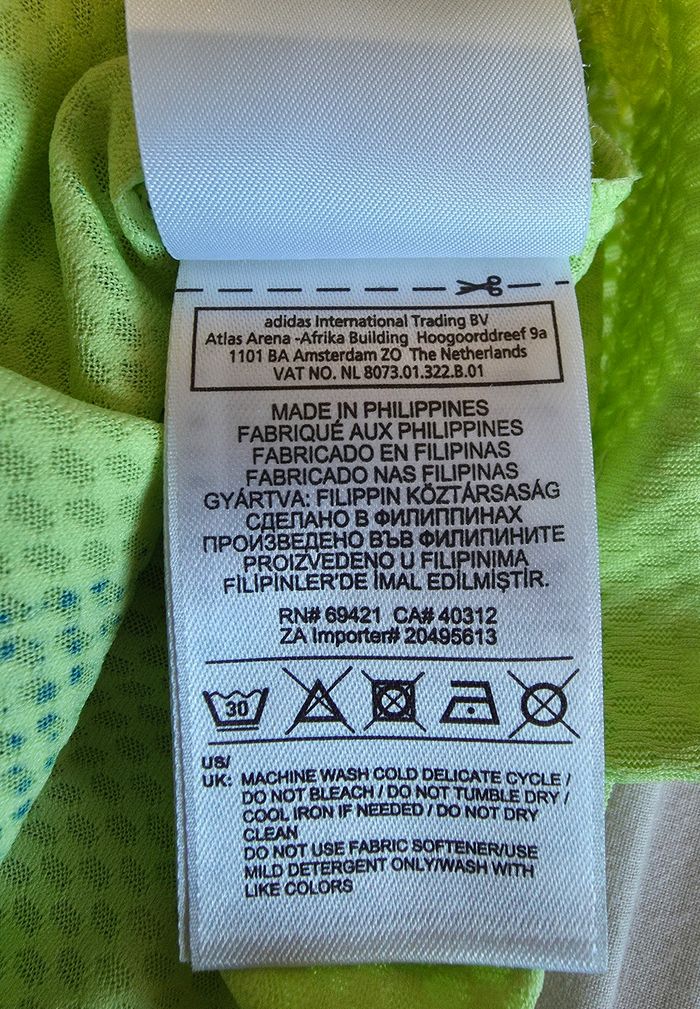 adidas International Trading BV
Atlas Arena -Afrika Building Hoogoorddreef 9a
1101 BA Amsterdam ZO The Netherlands
VAT NO. NL 8073.01.322.B.01
MADE IN PHILIPPINES
FABRIQUÉ AUX PHILIPPINES
FABRICADO EN FILIPINAS
FABRICADO NAS FILIPINAS
GYÁRTVA: FILIPPIN KÖZTÁRSASÁG
СДЕЛАНО В ФИЛИППИНАХ
ПРОИЗВЕДЕНО ВЪВ ФИЛИПИНИТЕ
PROIZVEDENO U FILIPINIMA
FİLİPİNLER'DE İMAL EDİLMİŞTİR.
RN# 69421 CA# 40312
ZA Importer# 20495613
30
US/
UK: MACHINE WASH COLD DELICATE CYCLE /
DO NOT BLEACH / DO NOT TUMBLE DRY /
COOL IRON IF NEEDED / DO NOT DRY
CLEAN
DO NOT USE FABRIC SOFTENER/USE
MILD DETERGENT ONLY/WASH WITH
LIKE COLORS